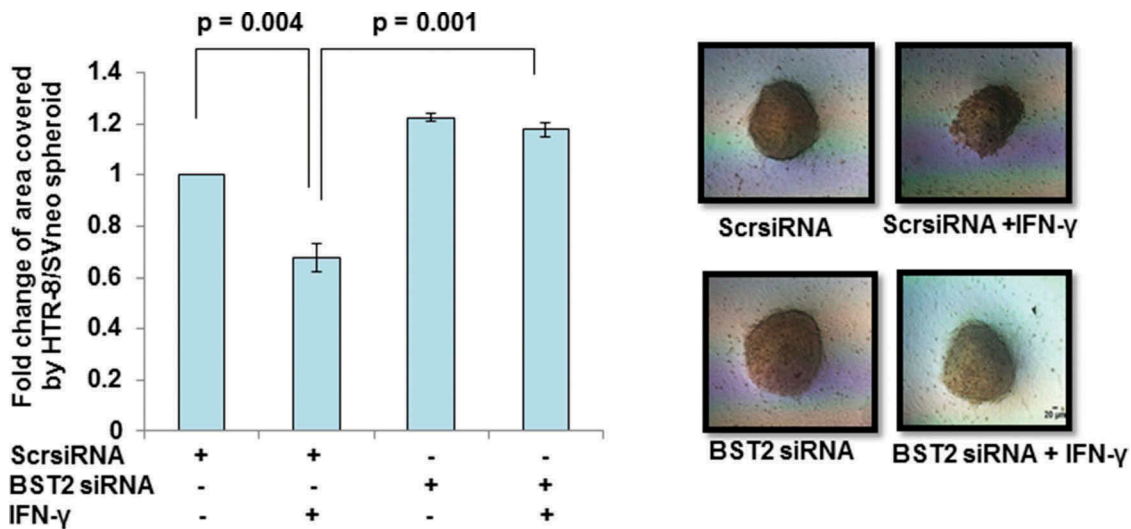 p = 0.004
p = 0.001
Fold change of area covered
by HTR-8/SVneo spheroid
1.4
1.2
1
0.8
0.6
0.4
0.2
0
ScrsiRNA + + - -
BST2 siRNA - - + +
IFN-γ - + - +
ScrsiRNA
ScrsiRNA +IFN-γ
20 µm
BST2 siRNA
BST2 siRNA + IFN-γ